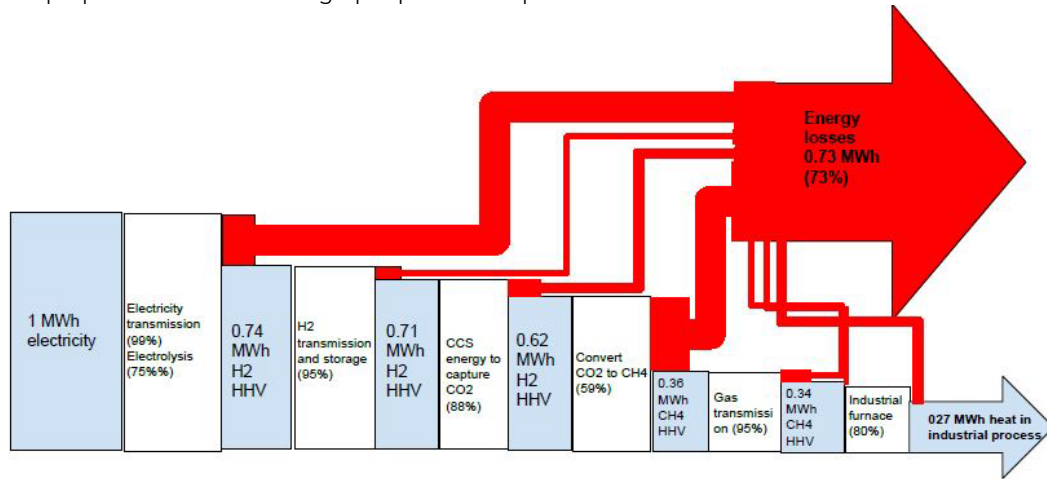 Energy
losses
0.73 MWh
(73%)
1 MWh
electricity
Electricity
transmission
(99%)
Electrolysis
(75%%)
0.74
MWh
H2
HHV
H2
transmission
and storage
(95%)
0.71
MWh
H2
HHV
CCS
energy to
capture
CO2
(88%)
0.62
MWh
H2
HHV
Convert
CO2 to CH4
(59%)
0.36
MWh
CH4
HHV
Gas
transmissi
on (95%)
0.34
MWh
CH4
HHV
Industrial
furnace
(80%)
027 MWh heat in
industrial process